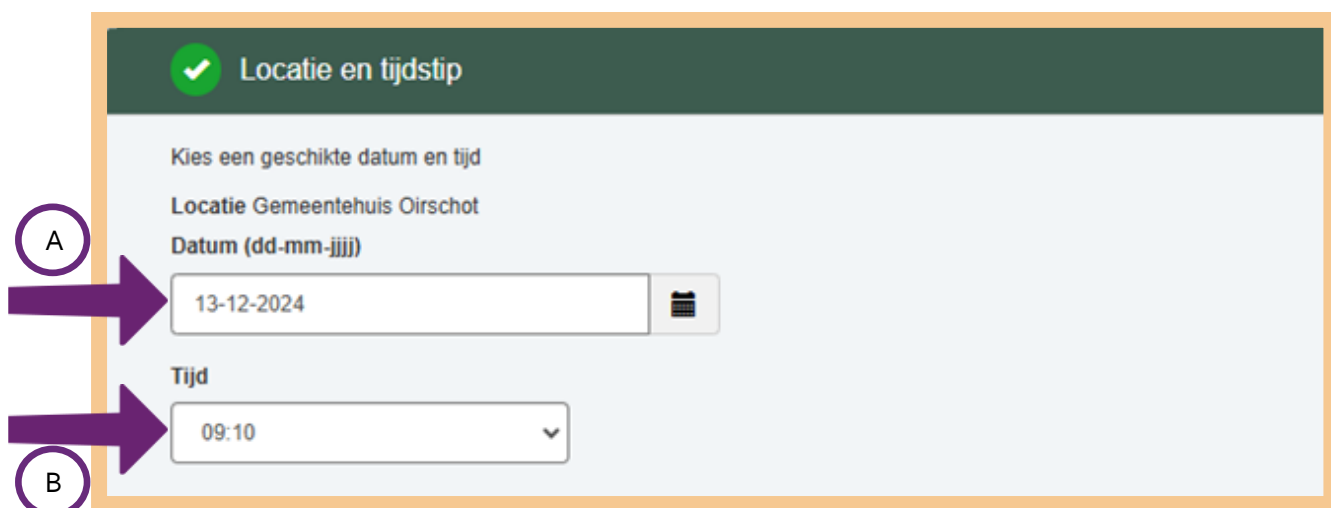 Locatie en tijdstip
Kies een geschikte datum en tijd
Locatie Gemeentehuis Oirschot
A
Datum (dd-mm-jjjj)
13-12-2024
Tijd
09:10
B